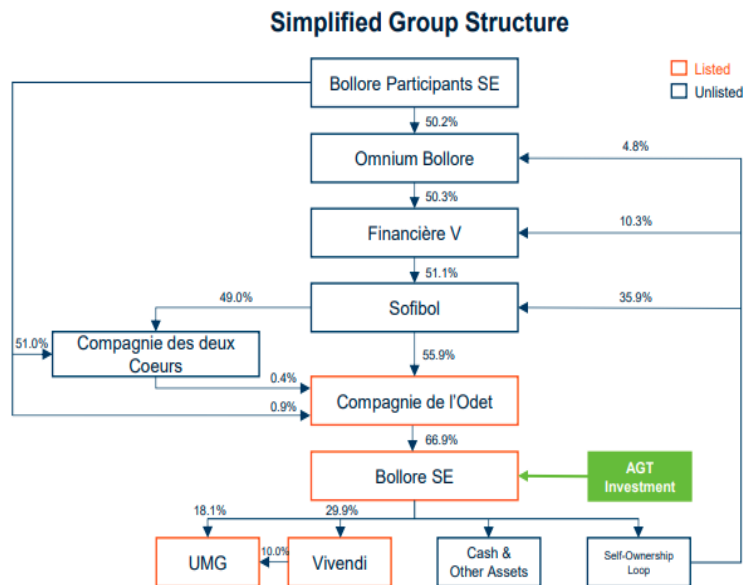 Simplified Group Structure
Listed
Unlisted
Bollore Participants SE
50.2%
Omnium Bollore
4.8%
50.3%
Financière V
10.3%
51.1%
49.0%
Sofibol
35.9%
51.0%
Compagnie des deux
Coeurs
55.9%
0.4%
0.9%
Compagnie de l'Odet
66.9%
Bollore SE
AGT
Investment
18.1%
29.9%
UMG
10.0%
Vivendi
Cash &
Other Assets
Self-Ownership
Loop